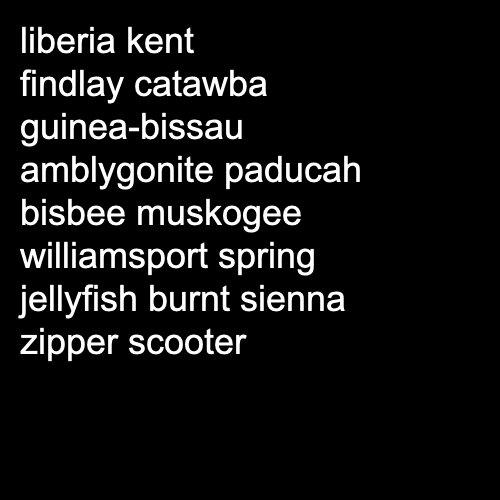 liberia kent
findlay catawba
guinea-bissau
amblygonite paducah
bisbee muskogee
williamsport spring
jellyfish burnt sienna
zipper scooter